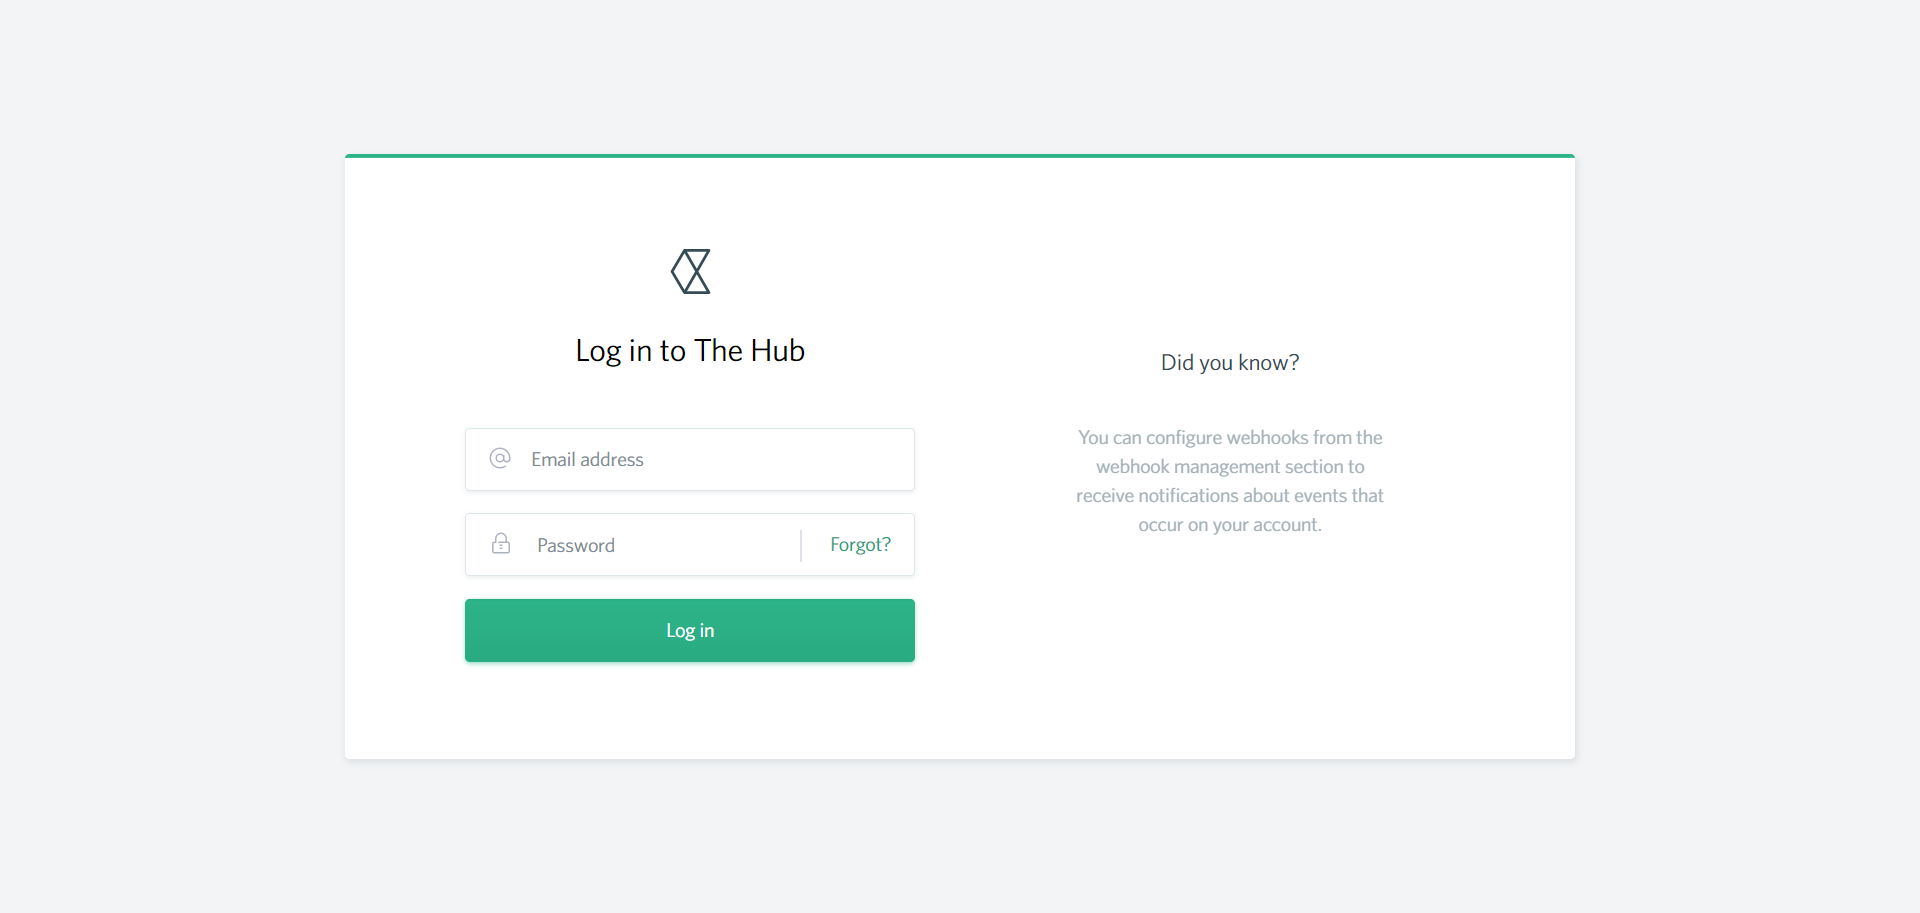 Log in to The Hub
Email address
Password
Forgot?
Log in
Did you know?
You can configure webhooks from the
webhook management section to
receive notifications about events that
occur on your account.